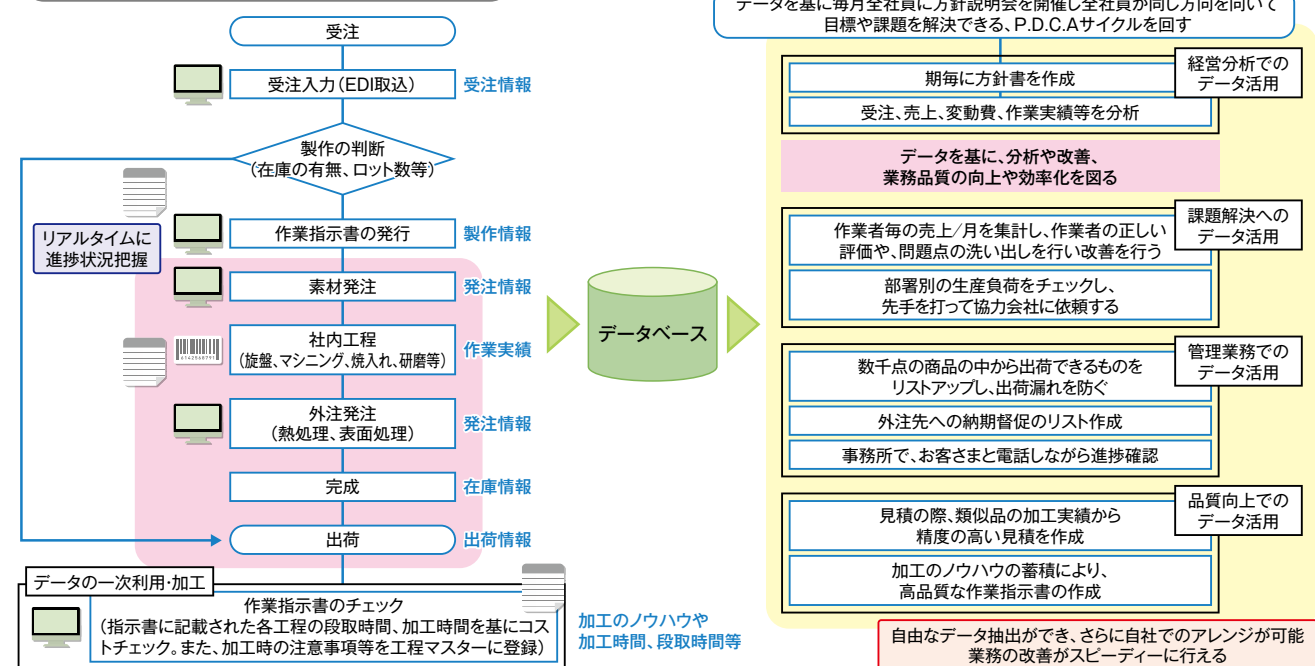 受注
受注入力(EDI取込)
受注情報
製作の判断
(在庫の有無、ロット数等)
リアルタイムに
進捗状況把握
作業指示書の発行
製作情報
素材発注
発注情報
社内工程
(旋盤、マシニング、焼入れ、研磨等)
作業実績
外注発注
(熱処理、表面処理)
発注情報
完成
在庫情報
出荷
出荷情報
データの一次利用・加工
作業指示書のチェック
(指示書に記載された各工程の段取時間、加工時間を基にコス
トチェック。また、加工時の注意事項等を工程マスターに登録)
加工のノウハウや
加工時間、段取時間等
データベース
データを基に毎月全社員に方針説明会を開催し全社員が同じ方向を向いて
目標や課題を解決できる、P.D.C.Aサイクルを回す
経営分析での
データ活用
期毎に方針書を作成
受注、売上、変動費、作業実績等を分析
データを基に、分析や改善、
業務品質の向上や効率化を図る
課題解決への
データ活用
作業者毎の売上/月を集計し、作業者の正しい
評価や、問題点の洗い出しを行い改善を行う
部署別の生産負荷をチェックし、
先手を打って協力会社に依頼する
管理業務での
データ活用
数千点の商品の中から出荷できるものを
リストアップし、出荷漏れを防ぐ
外注先への納期督促のリスト作成
事務所で、お客さまと電話しながら進捗確認
品質向上での
データ活用
見積の際、類似品の加工実績から
精度の高い見積を作成
加工のノウハウの蓄積により、
高品質な作業指示書の作成
自由なデータ抽出ができ、さらに自社でのアレンジが可能
業務の改善がスピーディーに行える